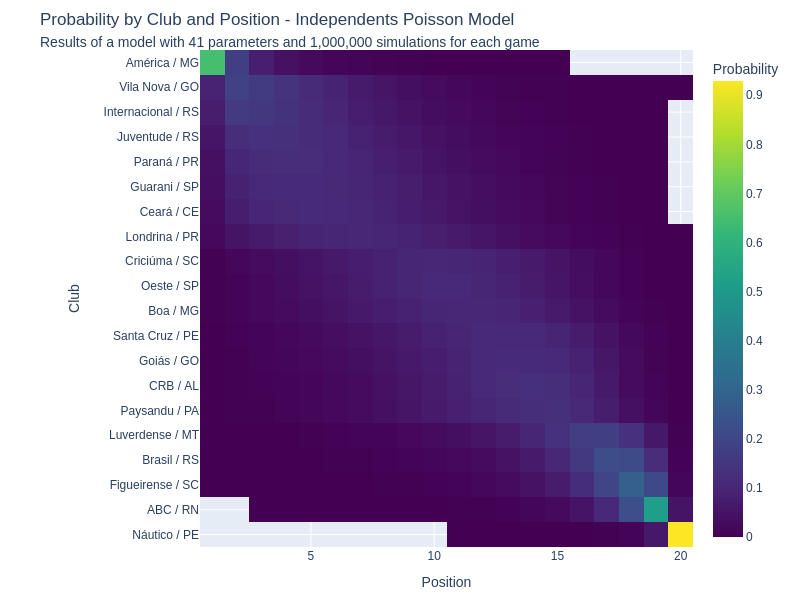 Probability by Club and Position - Independents Poisson Model
Results of a model with 41 parameters and 1,000,000 simulations for each game
Probability
América / MG
Vila Nova / GO
Internacional / RS
Juventude / RS
Paraná / PR
Guarani / SP
Ceará / CE
Londrina / PR
Criciúma / SC
Oeste / SP
Boa / MG
Santa Cruz / PE
Goiás / GO
CRB / AL
Paysandu / PA
Luverdense / MT
Brasil / RS
Figueirense / SC
ABC / RN
Náutico / PE
Club
5
10
15
20
Position
0.9
0.8
0.7
0.6
0.5
0.4
0.3
0.2
0.1
0